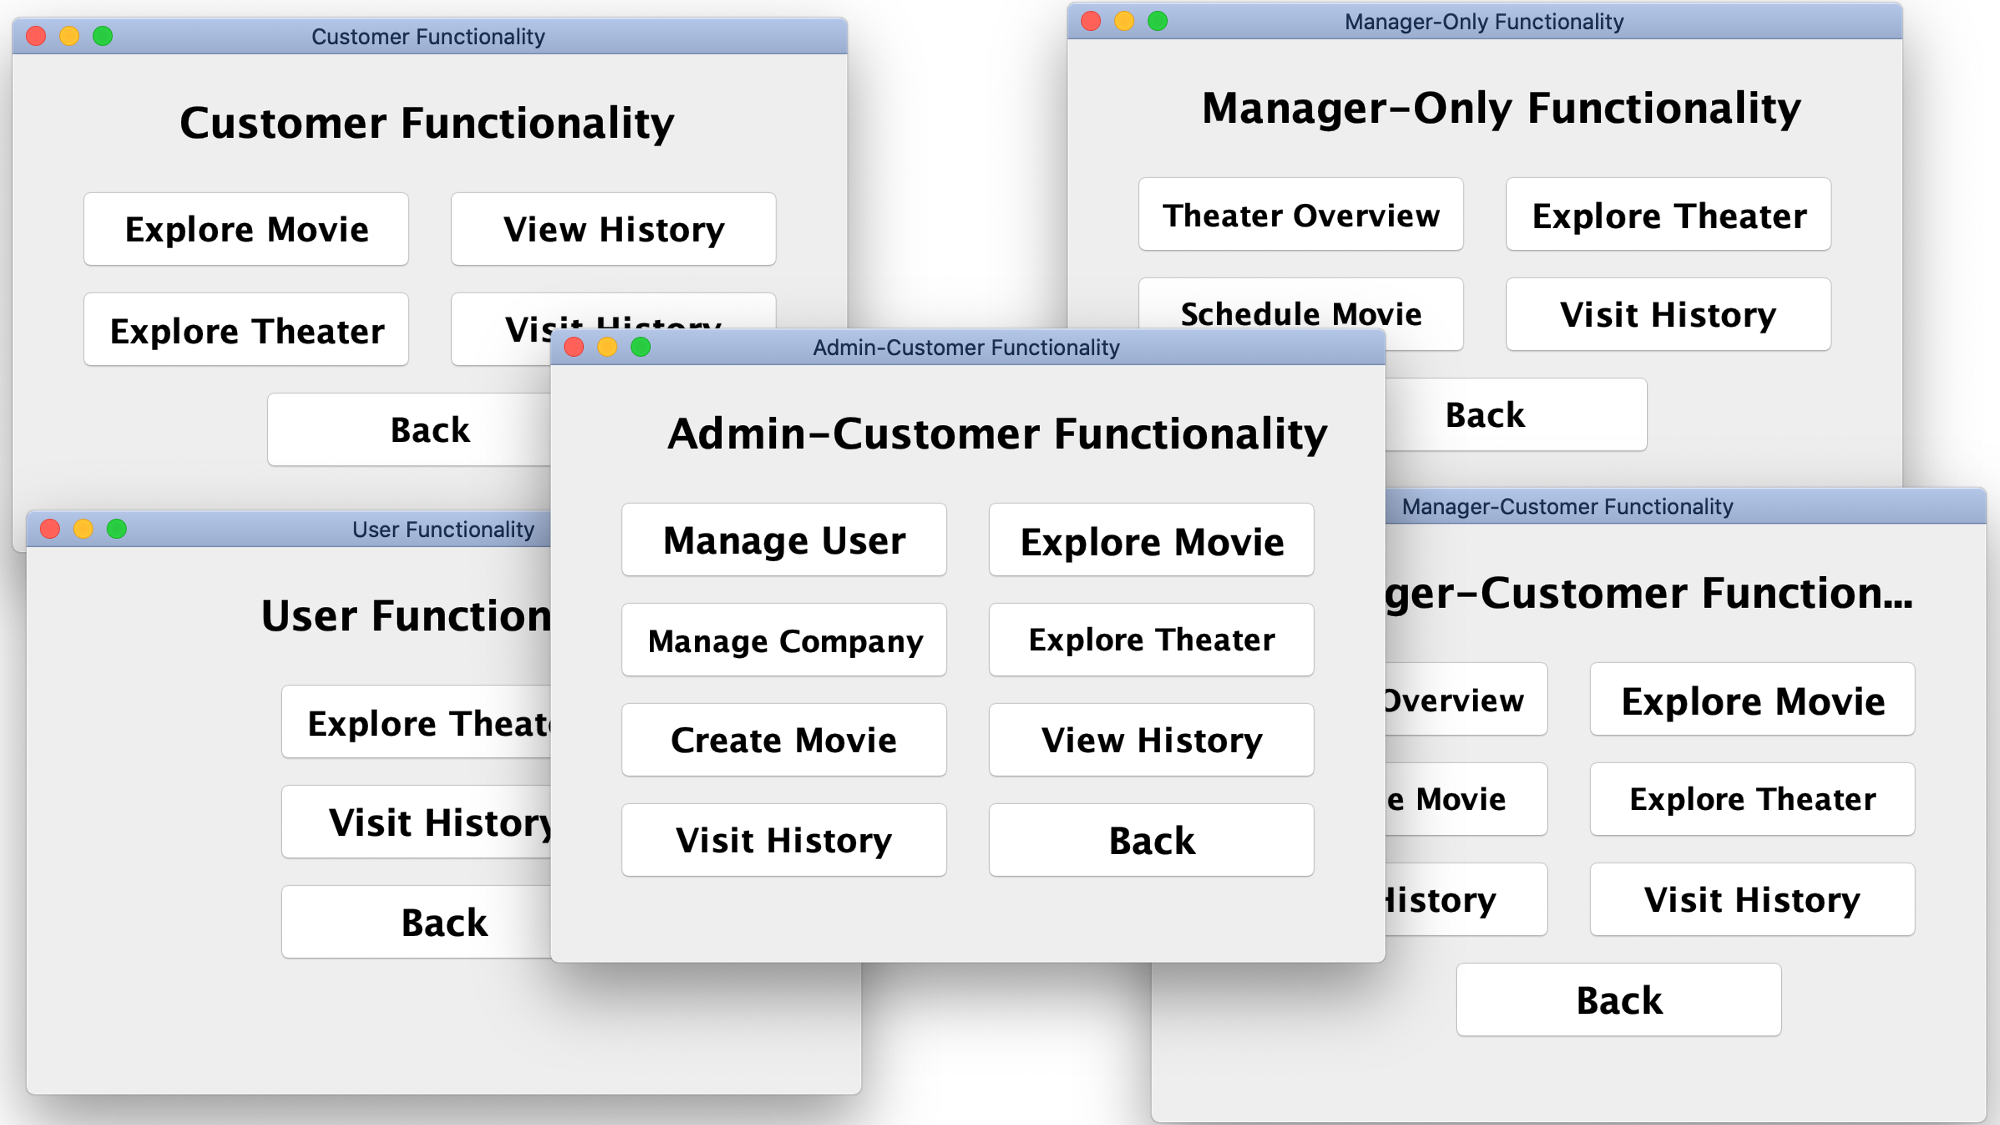 Customer Functionality
Customer Functionality
Explore Movie
View History
Explore Theater
Visit History
Back
Manager-Only Functionality
Manager-Only Functionality
Theater Overview
Explore Theater
Schedule Movie
Visit History
Back
Admin-Customer Functionality
Admin-Customer Functionality
Manage User
Explore Movie
Manage Company
Explore Theater
Create Movie
View History
Visit History
Back
User Functionality
User Function
Explore Theate
Visit History
Back
Manager-Customer Functionality
ger-Customer Function...
Overview
Explore Movie
e Movie
Explore Theater
History
Visit History
Back